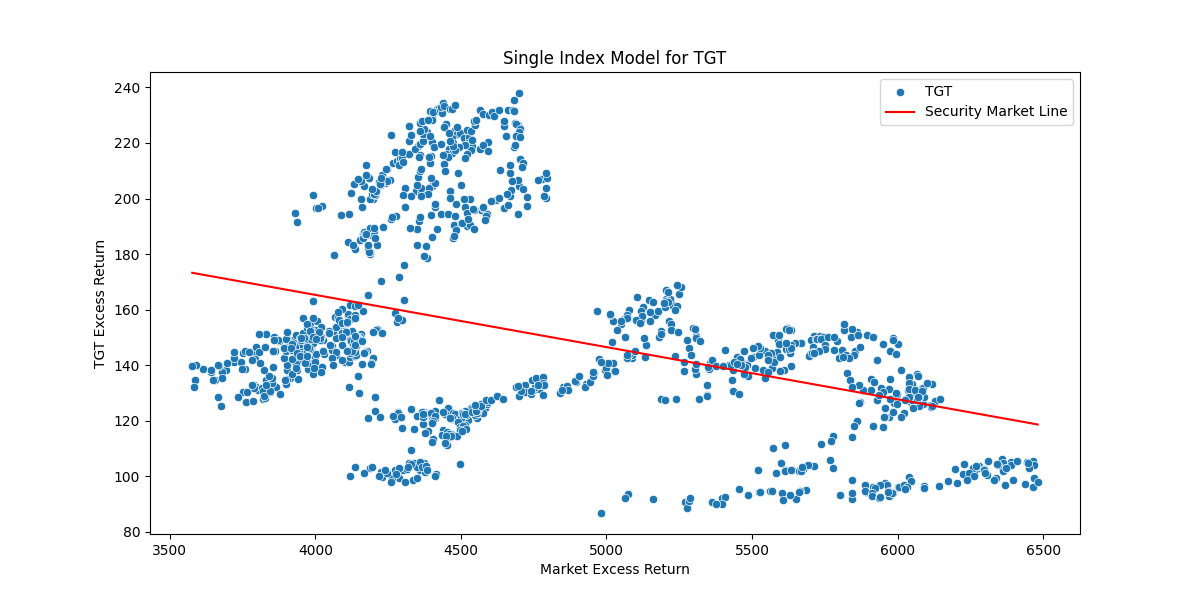 Single Index Model for TGT
TGT
Security Market Line
240
220
200
180
160
140
120
100
80
TGT Excess Return
3500 4000 4500 5000 5500 6000 6500
Market Excess Return